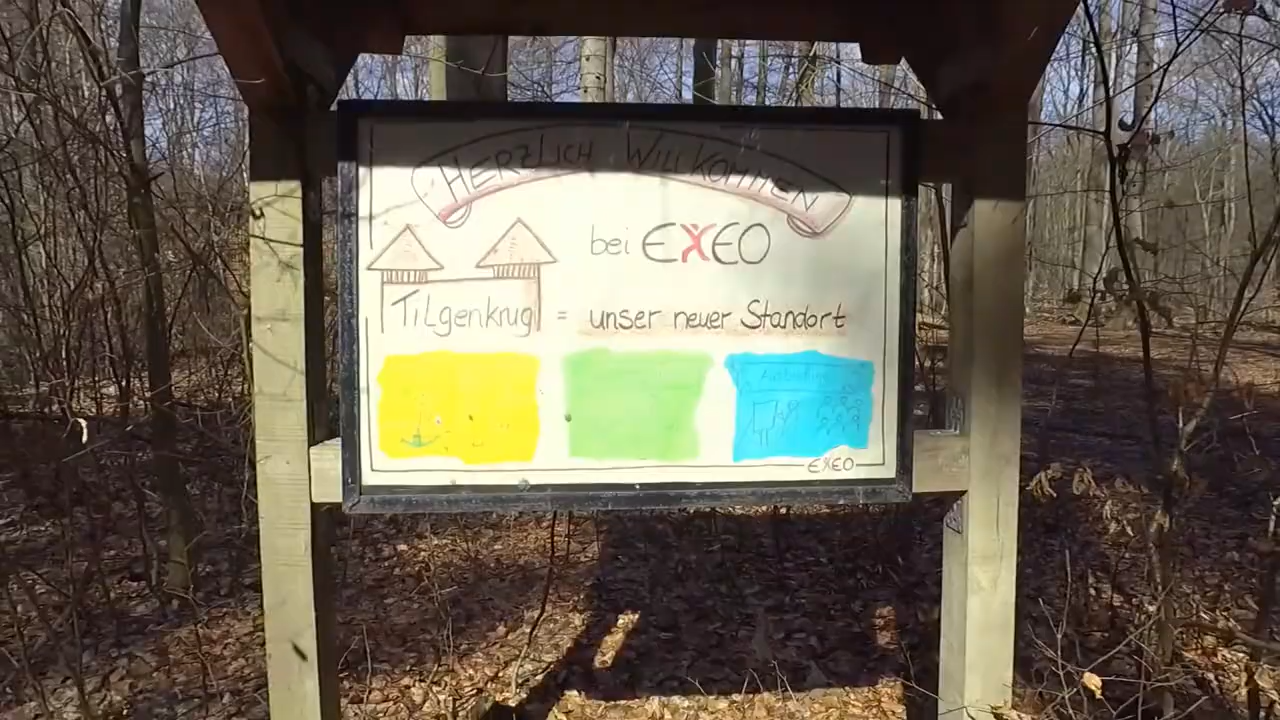 HERZLICH WILLKOMMEN
bei EXEO
TiLgenkrug = unser neuer Standort
EXEO